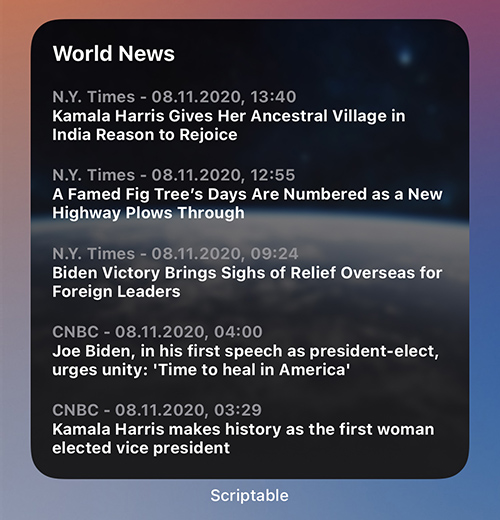 World News
N.Y. Times - 08.11.2020, 13:40
Kamala Harris Gives Her Ancestral Village in
India Reason to Rejoice
N.Y. Times - 08.11.2020, 12:55
A Famed Fig Tree’s Days Are Numbered as a New
Highway Plows Through
N.Y. Times - 08.11.2020, 09:24
Biden Victory Brings Sighs of Relief Overseas for
Foreign Leaders
CNBC - 08.11.2020, 04:00
Joe Biden, in his first speech as president-elect,
urges unity: 'Time to heal in America'
CNBC - 08.11.2020, 03:29
Kamala Harris makes history as the first woman
elected vice president
Scriptable